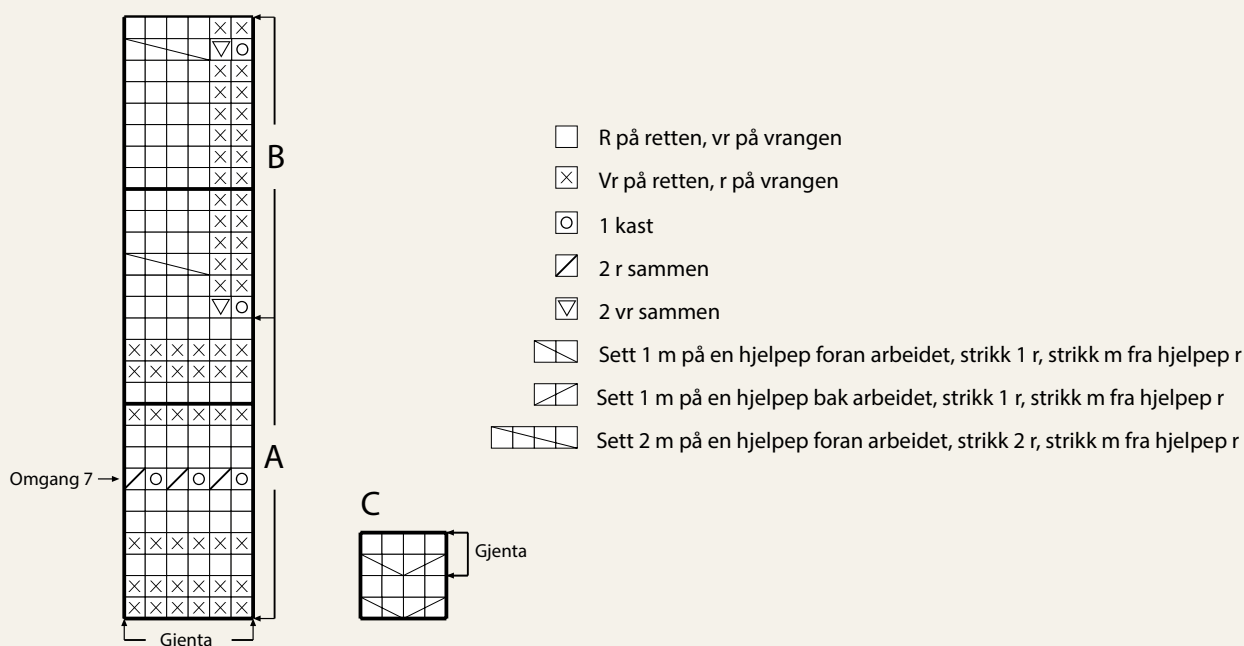 B
R på retten, vr på vrangen
Vr på retten, r på vrangen
1 kast
2 r sammen
2 vr sammen
Sett 1 m på en hjelpep foran arbeidet, strikk 1 r, strikk m fra hjelpep r
Sett 1 m på en hjelpep bak arbeidet, strikk 1 r, strikk m fra hjelpep r
Sett 2 m på en hjelpep foran arbeidet, strikk 2 r, strikk m fra hjelpep r
A
Omgang 7
C
Gjenta
Gjenta